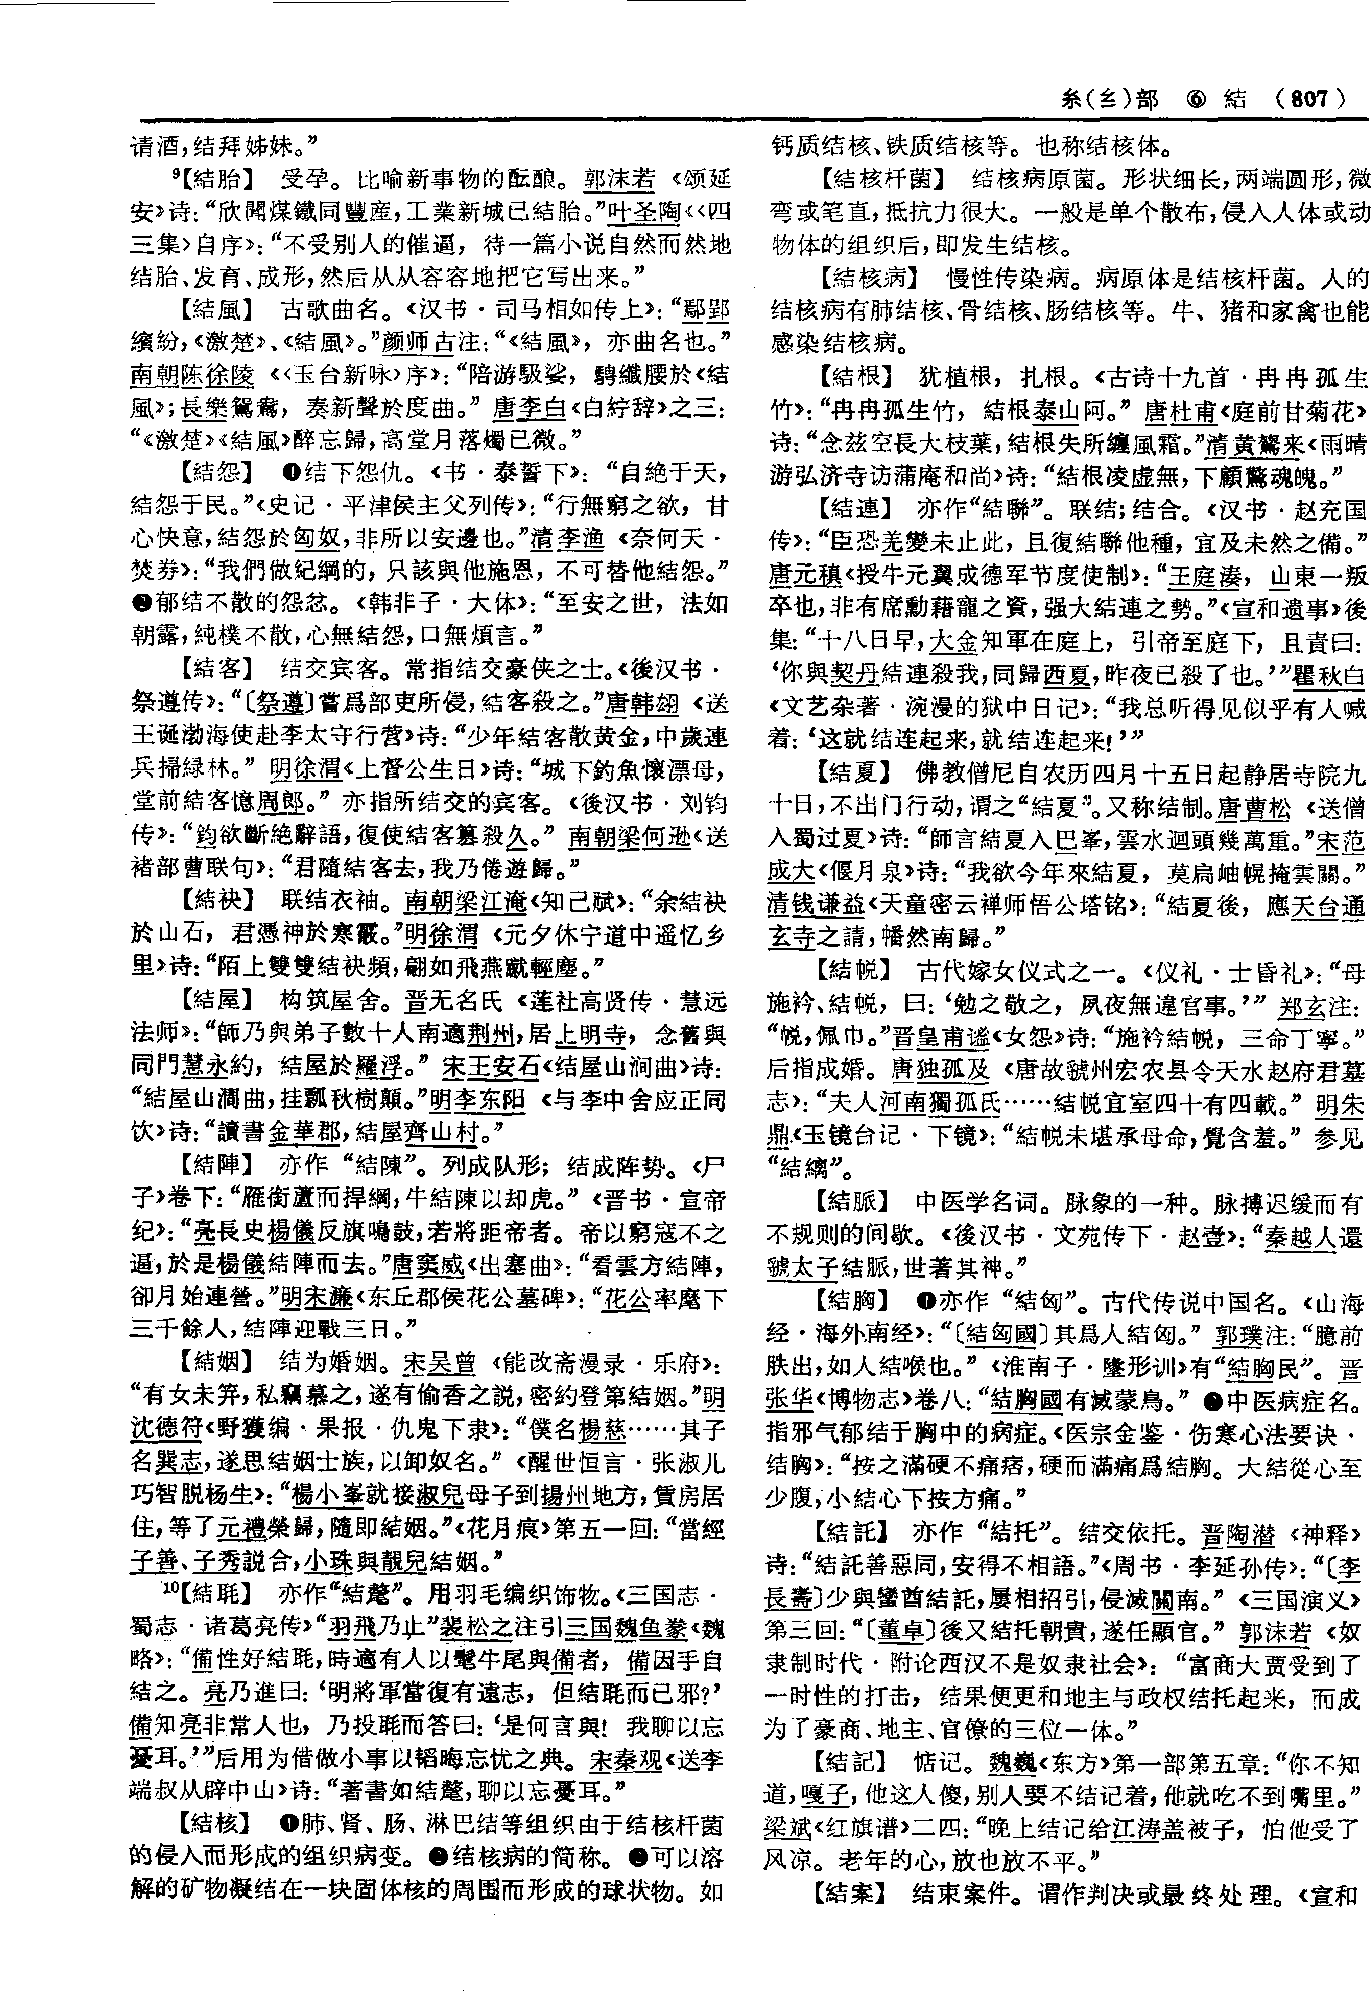 糸(纟)部 ⑥ 結 (807)
请酒,结拜姊妹。”
⁹【結胎】 受孕。比喻新事物的酝酿。郭沫若《颂延
安》诗:“欣聞煤鐵同豐産,工業新城已結胎。”叶圣陶《〈四
三集〉自序》:“不受别人的催逼,待一篇小说自然而然地
结胎、发育、成形,然后从从容容地把它写出来。”
【結風】 古歌曲名。《汉书·司马相如传上》:“鄢郢
繽紛,《激楚》、《結風》。”颜师古注:“《結風》,亦曲名也。”
南朝陈徐陵《〈玉台新咏〉序》:“陪游馺娑,騁纖腰於《結
風》;長樂鴛鴦,奏新聲於度曲。”唐李白《白紵辞》之三:
“《激楚》《結風》醉忘歸,高堂月落燭已微。”
【結怨】 ❶结下怨仇。《书·泰誓下》:“自絶于天,
結怨于民。”《史记·平津侯主父列传》:“行無窮之欲,甘
心快意,結怨於匈奴,非所以安邊也。”清李渔《奈何天·
焚券》:“我們做紀綱的,只該與他施恩,不可替他結怨。”
❷郁结不散的怨忿。《韩非子·大体》:“至安之世,法如
朝露,純樸不散,心無結怨,口無煩言。”
【結客】 结交宾客。常指结交豪侠之士。《後汉书·
祭遵传》:“〔祭遵〕嘗爲部吏所侵,結客殺之。”唐韩翃《送
王诞渤海使赴李太守行营》诗:“少年結客散黄金,中歲連
兵掃緑林。”明徐渭《上督公生日》诗:“城下釣魚懷漂母,
堂前結客憶周郎。”亦指所结交的宾客。《後汉书·刘钧
传》:“鈞欲斷絶辭語,復使結客篡殺久。”南朝梁何逊《送
褚部曹联句》:“君隨結客去,我乃倦遊歸。”
【結袂】 联结衣袖。南朝梁江淹《知己赋》:“余結袂
於山石,君憑神於寒霰。”明徐渭《元夕休宁道中遥忆乡
里》诗:“陌上雙雙結袂頻,翩如飛燕蹴輕塵。”
【結屋】 构筑屋舍。晋无名氏《莲社高贤传·慧远
法师》:“師乃與弟子數十人南適荆州,居上明寺,念舊與
同門慧永約,結屋於羅浮。”宋王安石《结屋山涧曲》诗:
“結屋山澗曲,挂瓢秋樹顛。”明李东阳《与李中舍应正同
饮》诗:“讀書金華郡,結屋齊山村。”
【結陣】 亦作“結陳”。列成队形;结成阵势。《尸
子》卷下:“雁銜蘆而捍綱,牛結陳以却虎。”《晋书·宣帝
纪》:“亮長史楊儀反旗鳴鼓,若將距帝者。帝以窮寇不之
逼,於是楊儀結陣而去。”唐窦威《出塞曲》:“看雲方結陣,
卻月始連營。”明宋濂《东丘郡侯花公墓碑》:“花公率麾下
三千餘人,結陣迎戰三日。”
【結姻】 结为婚姻。宋吴曾《能改斋漫录·乐府》:
“有女未笄,私竊慕之,遂有偷香之説,密約登第結姻。”明
沈德符《野獲编·果报·仇鬼下隶》:“僕名楊慈……其子
名巽志,遂思結姻士族,以卸奴名。”《醒世恒言·张淑儿
巧智脱杨生》:“楊小峯就接淑兒母子到揚州地方,賃房居
住,等了元禮榮歸,隨即結姻。”《花月痕》第五一回:“當經
子善、子秀説合,小珠與靚兒結姻。”
¹⁰【結毦】 亦作“結氅”。用羽毛编织饰物。《三国志·
蜀志·诸葛亮传》“羽飛乃止”裴松之注引三国魏鱼豢《魏
略》:“備性好結毦,時適有人以髦牛尾與備者,備因手自
結之。亮乃進曰:‘明將軍當復有遠志,但結毦而已邪?’
備知亮非常人也,乃投毦而答曰:‘是何言與!我聊以忘
憂耳。’”后用为借做小事以韬晦忘忧之典。宋秦观《送李
端叔从辟中山》诗:“著書如結氅,聊以忘憂耳。”
【結核】 ❶肺、肾、肠、淋巴结等组织由于结核杆菌
的侵入而形成的组织病变。❷结核病的简称。❸可以溶
解的矿物凝结在一块固体核的周围而形成的球状物。如
钙质结核、铁质结核等。也称结核体。
【結核杆菌】 结核病原菌。形状细长,两端圆形,微
弯或笔直,抵抗力很大。一般是单个散布,侵入人体或动
物体的组织后,即发生结核。
【結核病】 慢性传染病。病原体是结核杆菌。人的
结核病有肺结核、骨结核、肠结核等。牛、猪和家禽也能
感染结核病。
【結根】 犹植根,扎根。《古诗十九首·冉冉孤生
竹》:“冉冉孤生竹,結根泰山阿。”唐杜甫《庭前甘菊花》
诗:“念兹空長大枝葉,結根失所纏風霜。”清黄鷟来《雨晴
游弘济寺访蒲庵和尚》诗:“結根凌虚無,下顧驚魂魄。”
【結連】 亦作“結聯”。联结;结合。《汉书·赵充国
传》:“臣恐羌變未止此,且復結聯他種,宜及未然之備。”
唐元稹《授牛元翼成德军节度使制》:“王庭凑,山東一叛
卒也,非有席勳藉寵之資,强大結連之勢。”《宣和遗事》後
集:“十八日早,大金知軍在庭上,引帝至庭下,且責曰:
‘你與契丹結連殺我,同歸西夏,昨夜已殺了也。’”瞿秋白
《文艺杂著·涴漫的狱中日记》:“我总听得见似乎有人喊
着:‘这就结连起来,就结连起来!’”
【結夏】 佛教僧尼自农历四月十五日起静居寺院九
十日,不出门行动,谓之“結夏”。又称结制。唐曹松《送僧
入蜀过夏》诗:“師言結夏入巴峯,雲水迴頭幾萬重。”宋范
成大《偃月泉》诗:“我欲今年來結夏,莫扃岫幌掩雲關。”
清钱谦益《天童密云禅师悟公塔铭》:“結夏後,應天台通
玄寺之請,幡然南歸。”
【結帨】 古代嫁女仪式之一。《仪礼·士昏礼》:“母
施衿、結帨,曰:‘勉之敬之,夙夜無違宫事。’”郑玄注:
“帨,佩巾。”晋皇甫谧《女怨》诗:“施衿結帨,三命丁寧。”
后指成婚。唐独孤及《唐故虢州宏农县令天水赵府君墓
志》:“夫人河南獨孤氏……結帨宜室四十有四載。”明朱
鼎《玉镜台记·下镜》:“結帨未堪承母命,覺含羞。”参见
“結縭”。
【結脈】 中医学名词。脉象的一种。脉搏迟缓而有
不规则的间歇。《後汉书·文苑传下·赵壹》:“秦越人還
虢太子結脈,世著其神。”
【結胸】 ❶亦作“結匈”。古代传说中国名。《山海
经·海外南经》:“〔結匈國〕其爲人結匈。”郭璞注:“臆前
胅出,如人結喉也。”《淮南子·墬形训》有“結胸民”。晋
张华《博物志》卷八:“結胸國有滅蒙鳥。”❷中医病症名。
指邪气郁结于胸中的病症。《医宗金鉴·伤寒心法要诀·
结胸》:“按之滿硬不痛痞,硬而滿痛爲結胸。大結從心至
少腹,小結心下按方痛。”
【結託】 亦作“結托”。结交依托。晋陶潜《神释》
诗:“結託善惡同,安得不相語。”《周书·李延孙传》:“〔李
長壽〕少與蠻酋結託,屢相招引,侵滅關南。”《三国演义》
第三回:“〔董卓〕後又結托朝貴,遂任顯官。”郭沫若《奴
隶制时代·附论西汉不是奴隶社会》:“富商大贾受到了
一时性的打击,结果便更和地主与政权结托起来,而成
为了豪商、地主、官僚的三位一体。”
【結記】 惦记。魏巍《东方》第一部第五章:“你不知
道,嘎子,他这人傻,别人要不结记着,他就吃不到嘴里。”
梁斌《红旗谱》二四:“晚上结记给江涛盖被子,怕他受了
风凉。老年的心,放也放不平。”
【結案】 结束案件。谓作判决或最终处理。《宣和